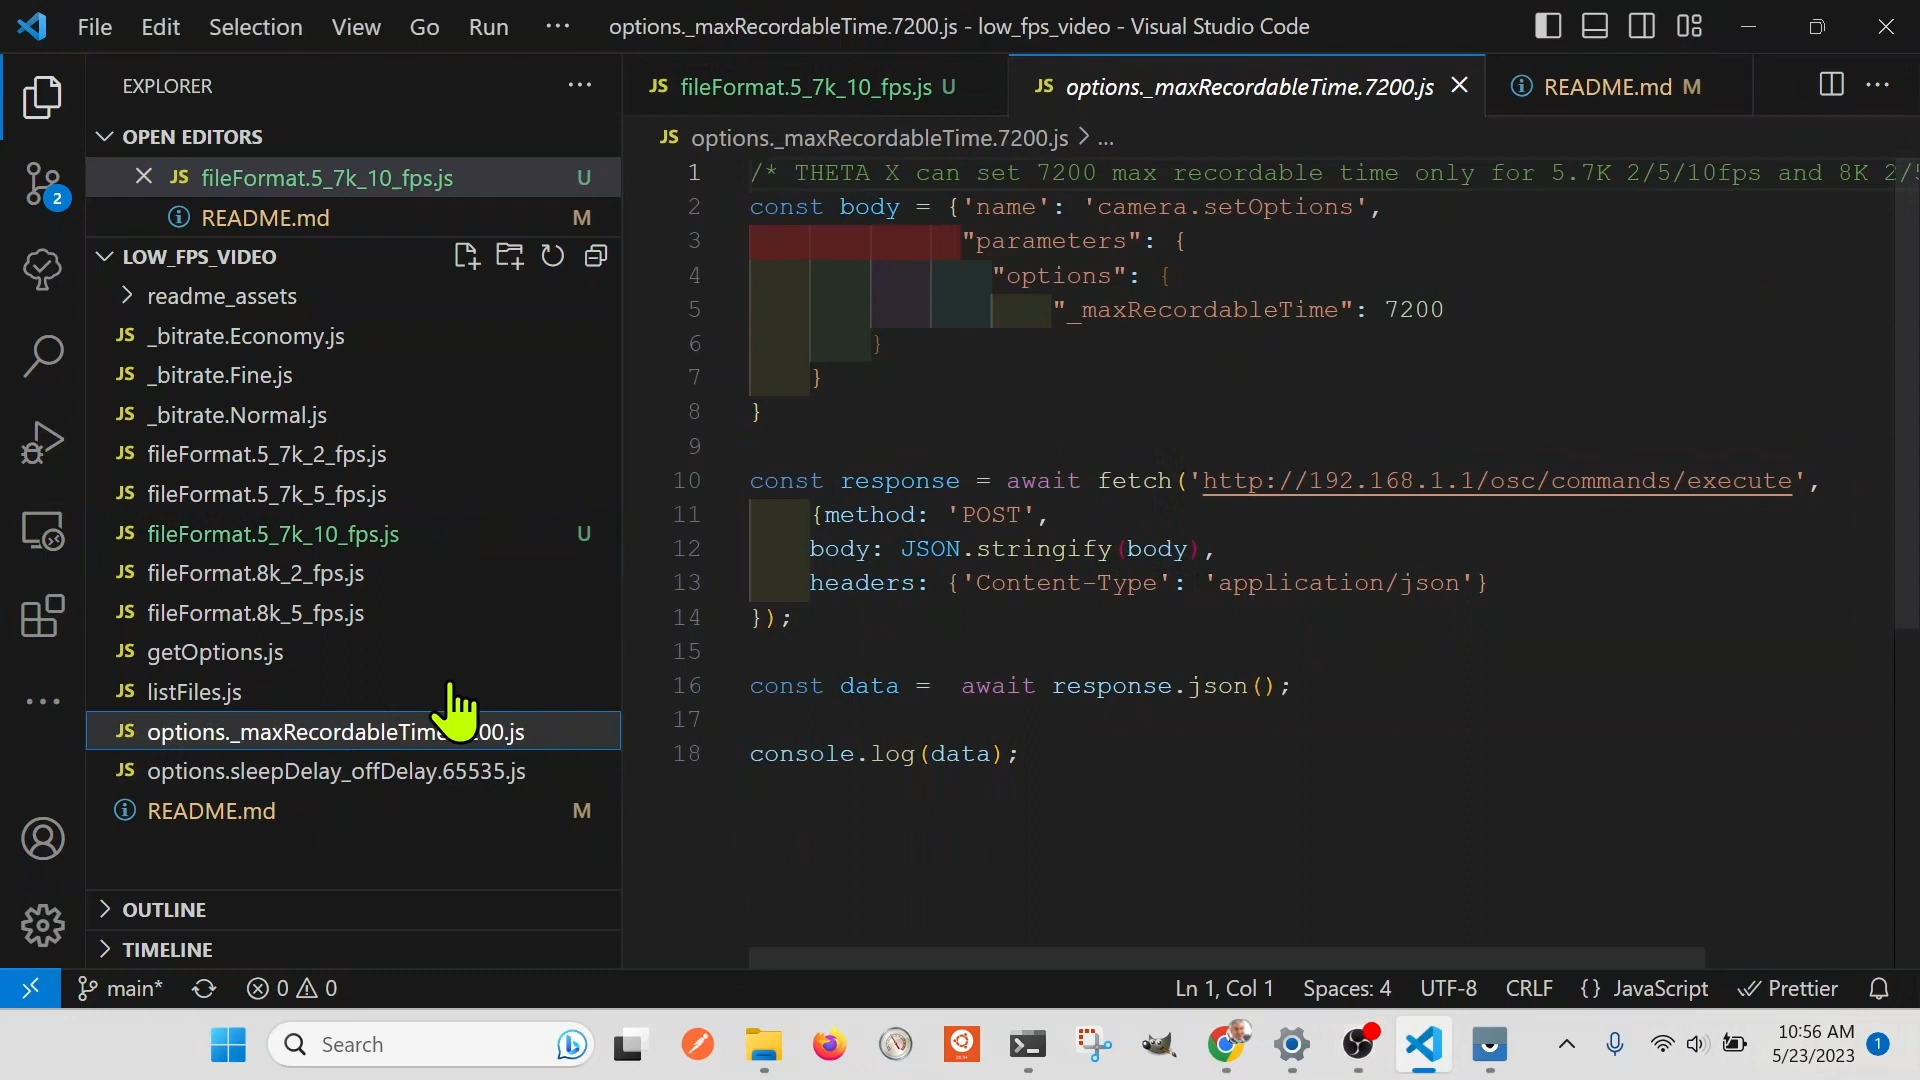 File Edit Selection View Go Run ··· options._maxRecordableTime.7200.js - low_fps_video - Visual Studio Code
EXPLORER ···
OPEN EDITORS
JS fileFormat.5_7k_10_fps.js U
README.md M
LOW_FPS_VIDEO
readme_assets
JS _bitrate.Economy.js
JS _bitrate.Fine.js
JS _bitrate.Normal.js
JS fileFormat.5_7k_2_fps.js
JS fileFormat.5_7k_5_fps.js
JS fileFormat.5_7k_10_fps.js U
JS fileFormat.8k_2_fps.js
JS fileFormat.8k_5_fps.js
JS getOptions.js
JS listFiles.js
JS options._maxRecordableTime 00.js
JS options.sleepDelay_offDelay.65535.js
README.md M
OUTLINE
TIMELINE
2
JS fileFormat.5_7k_10_fps.js U JS options._maxRecordableTime.7200.js README.md M ···
JS options._maxRecordableTime.7200.js > ...
1 /* THETA X can set 7200 max recordable time only for 5.7K 2/5/10fps and 8K 2/
2 const body = {'name': 'camera.setOptions',
3 "parameters": {
4 "options": {
5 "_maxRecordableTime": 7200
6 }
7 }
8 }
9
10 const response = await fetch('http://192.168.1.1/osc/commands/execute',
11 {method: 'POST',
12 body: JSON.stringify(body),
13 headers: {'Content-Type': 'application/json'}
14 });
15
16 const data = await response.json();
17
18 console.log(data);
main* 0 0 Ln 1, Col 1 Spaces: 4 UTF-8 CRLF {} JavaScript Prettier
Search 10:56 AM
5/23/2023 1